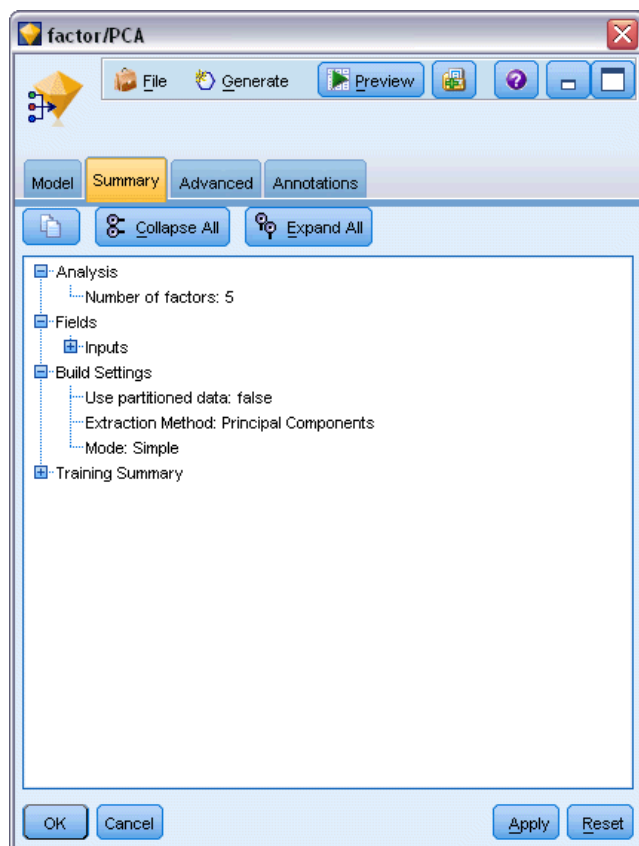 factor/PCA
File Generate Preview
Model Summary Advanced Annotations
Collapse All Expand All
Analysis
Number of factors: 5
Fields
Inputs
Build Settings
Use partitioned data: false
Extraction Method: Principal Components
Mode: Simple
Training Summary
OK Cancel Apply Reset